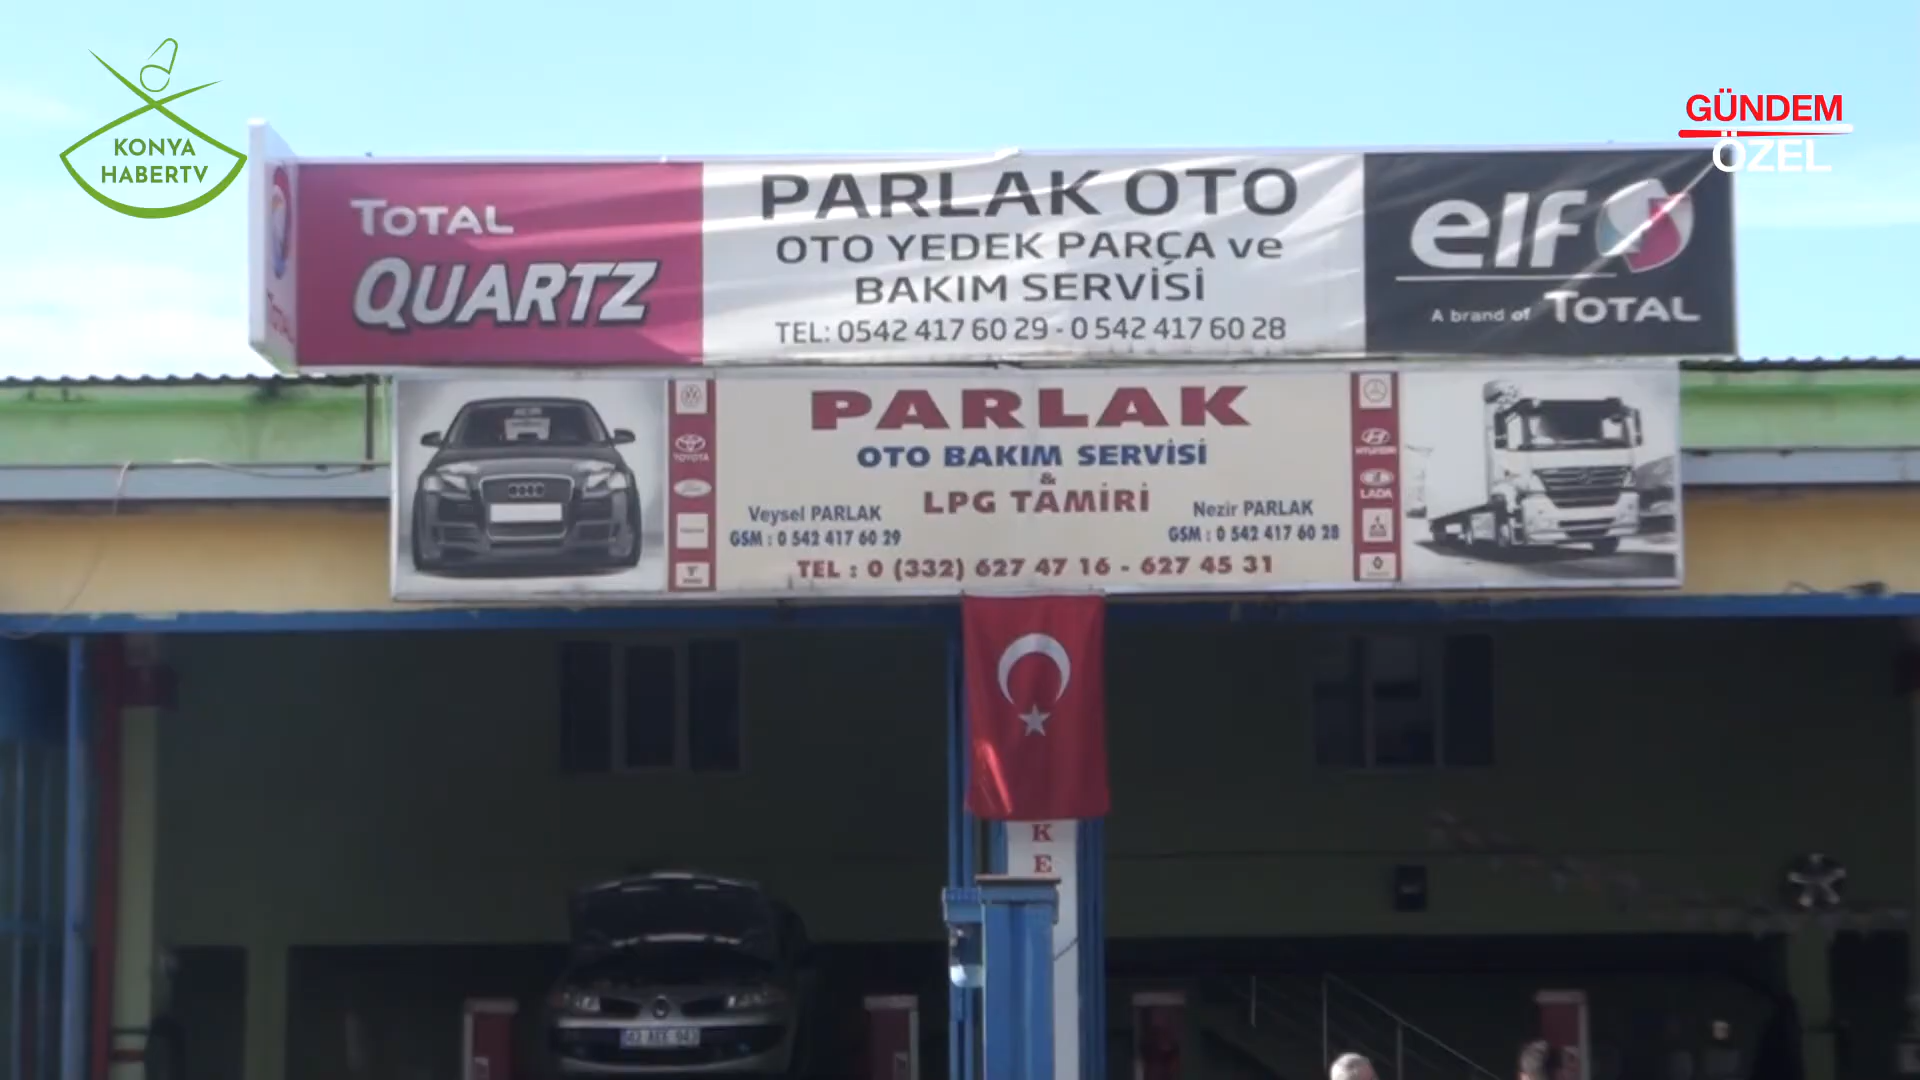 KONYA
HABERTV
GÜNDEM
ÖZEL
TOTAL
QUARTZ
PARLAK OTO
OTO YEDEK PARÇA ve
BAKIM SERVİSİ
TEL: 0542 417 60 29 - 0 542 417 60 28
elf
A brand of TOTAL
TOTAL
PARLAK
OTO BAKIM SERVİSİ
&
LPG TAMİRİ
Veysel PARLAK
GSM : 0 542 417 60 29
Nezir PARLAK
GSM : 0 542 417 60 28
TEL : 0 (332) 627 47 16 - 627 45 31
TOYOTA
Ford
HYUNDAI
LADA
K
E